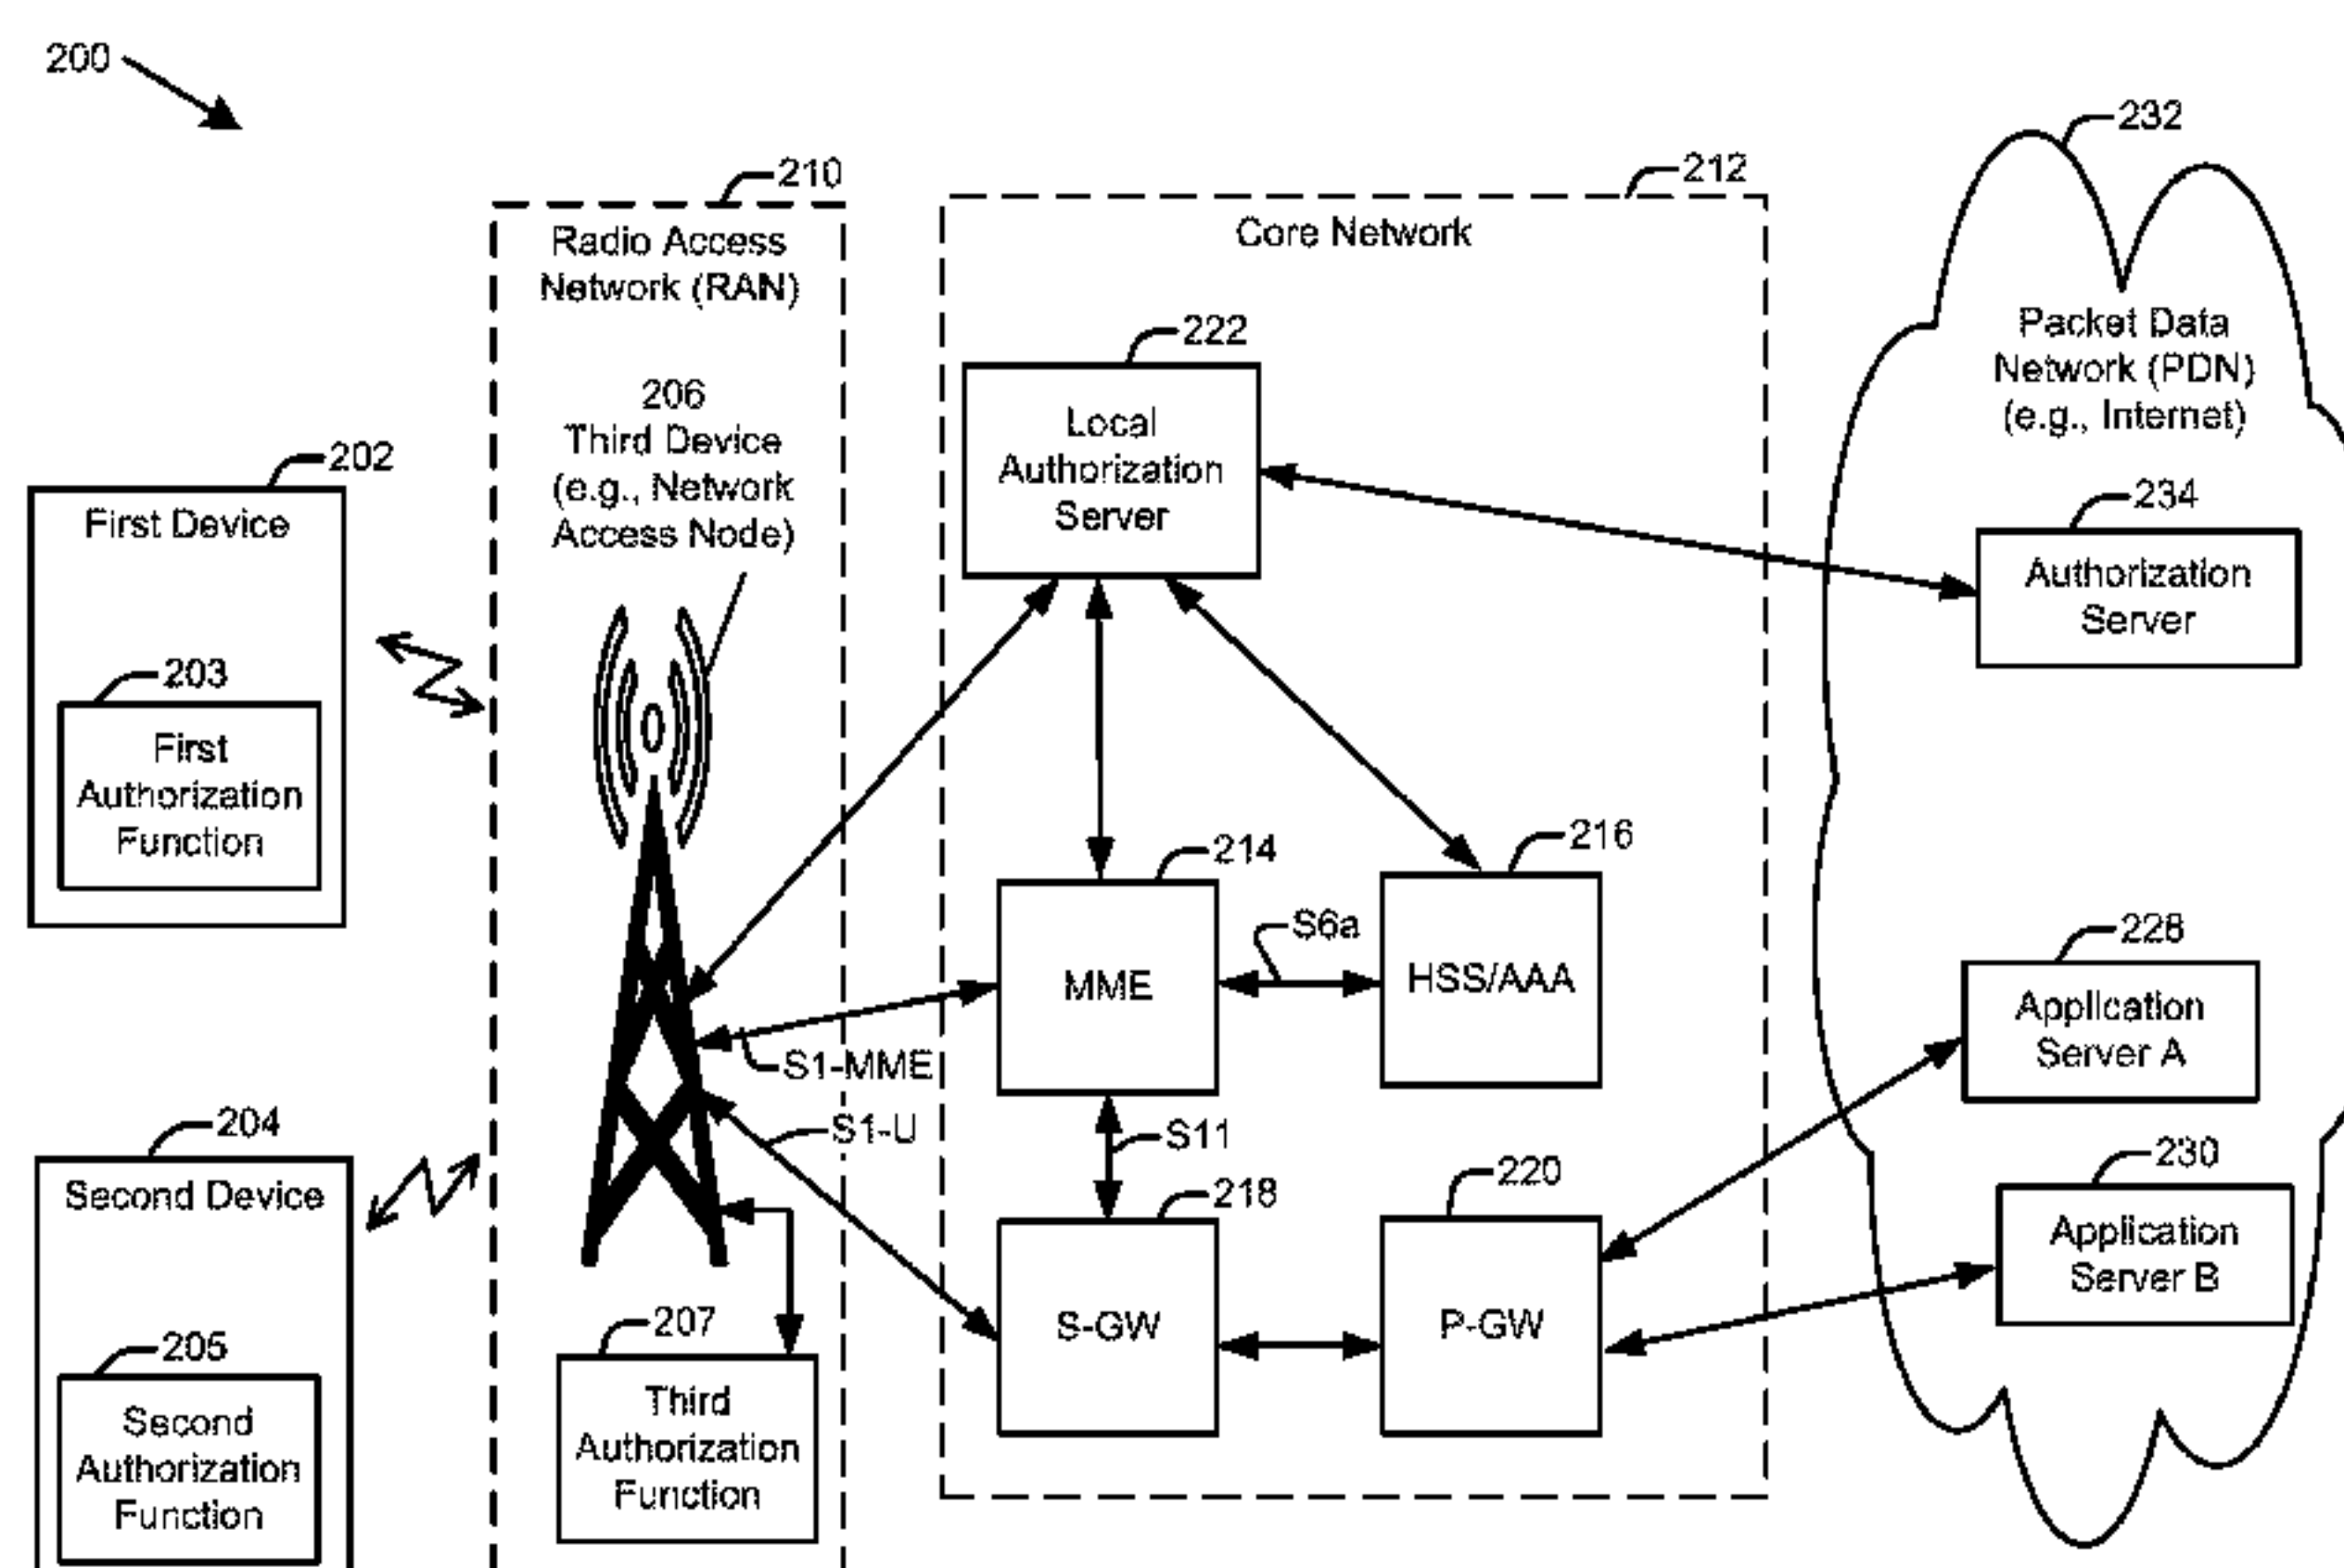 200
210
Radio Access
Network (RAN)
206
Third Device
(e.g., Network
Access Node)
212
Core Network
222
Local
Authorization
Server
232
Packet Data
Network (PDN)
(e.g., Internet)
234
Authorization
Server
202
First Device
203
First
Authorization
Function
214
MME
S6a
216
HSS/AAA
S1-MME
S1-U
S11
228
Application
Server A
204
Second Device
205
Second
Authorization
Function
207
Third
Authorization
Function
218
S-GW
220
P-GW
230
Application
Server B